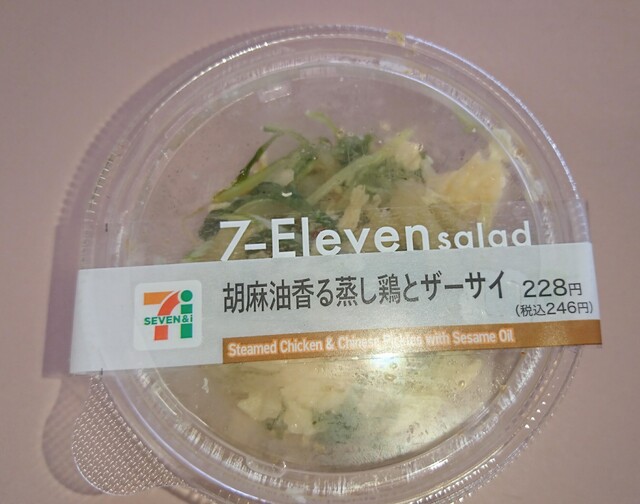 7-Eleven salad
7i
SEVEN&i
胡麻油香る蒸し鶏とザーサイ 228円
(税込246円)
Steamed Chicken & Chinese Pickles with Sesame Oil